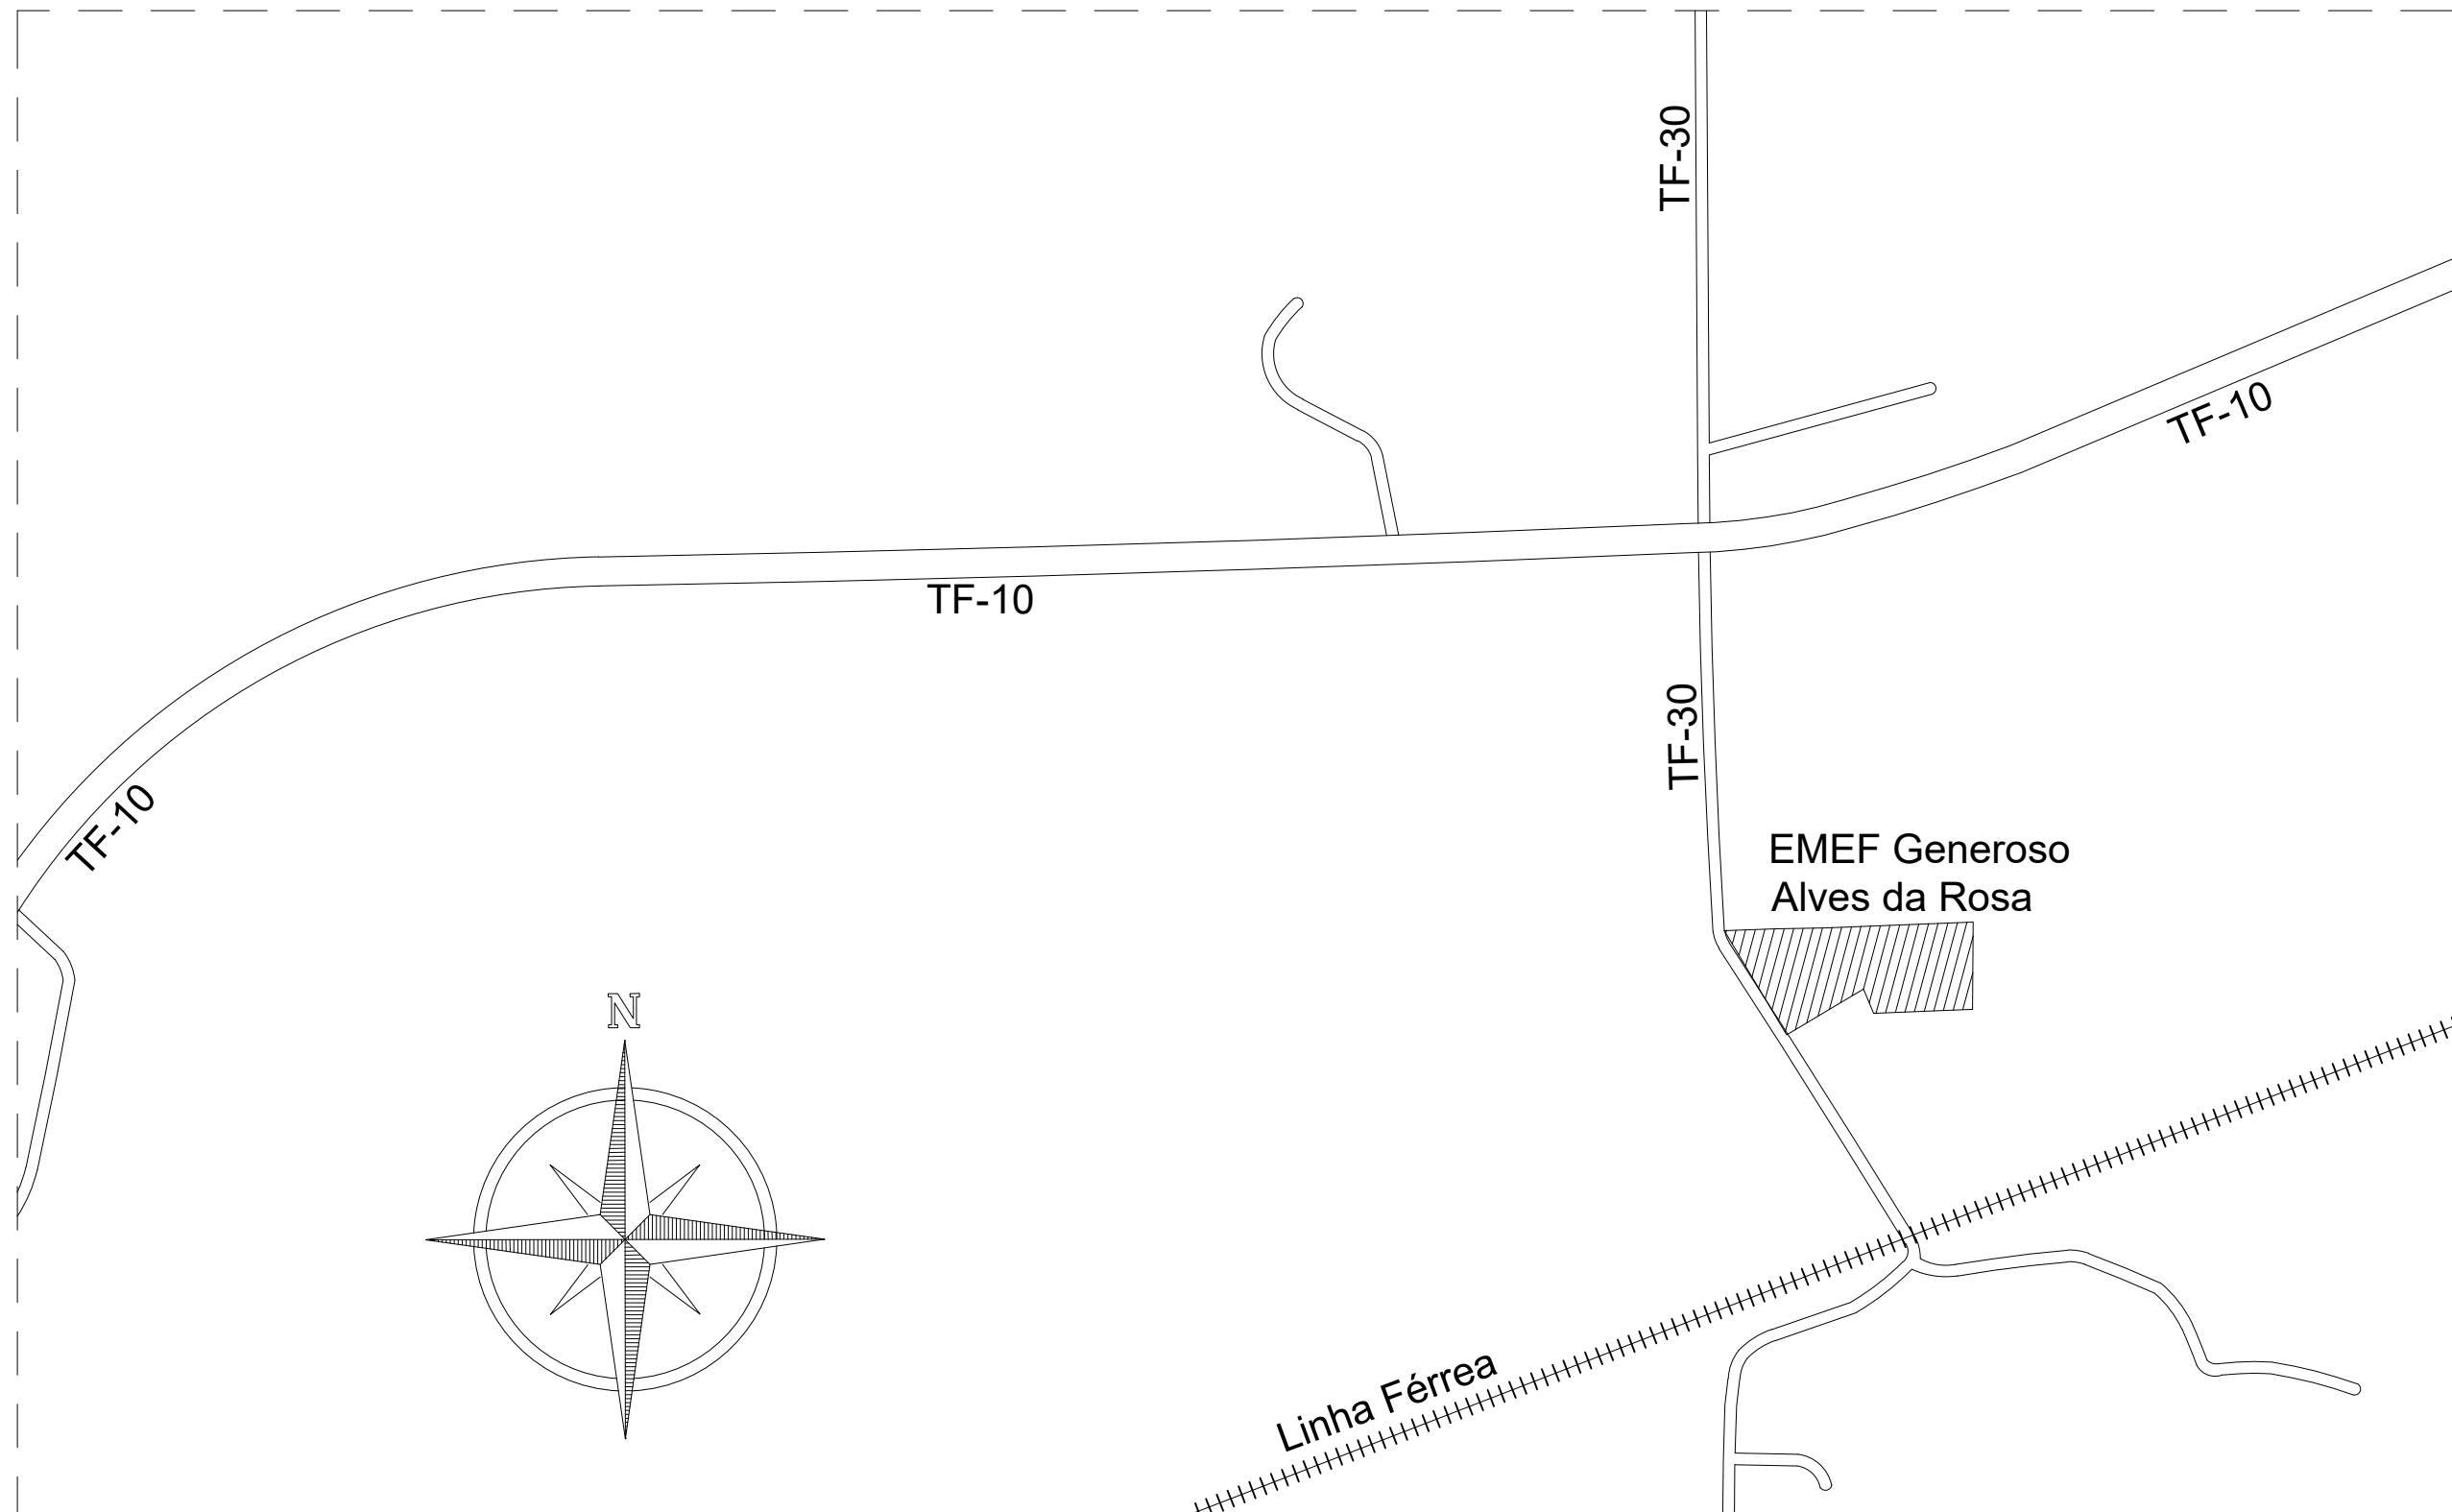 TF-30
TF-10
TF-10
TF-30
TF-10
EMEF Generoso
Alves da Rosa
N
Linha Férrea